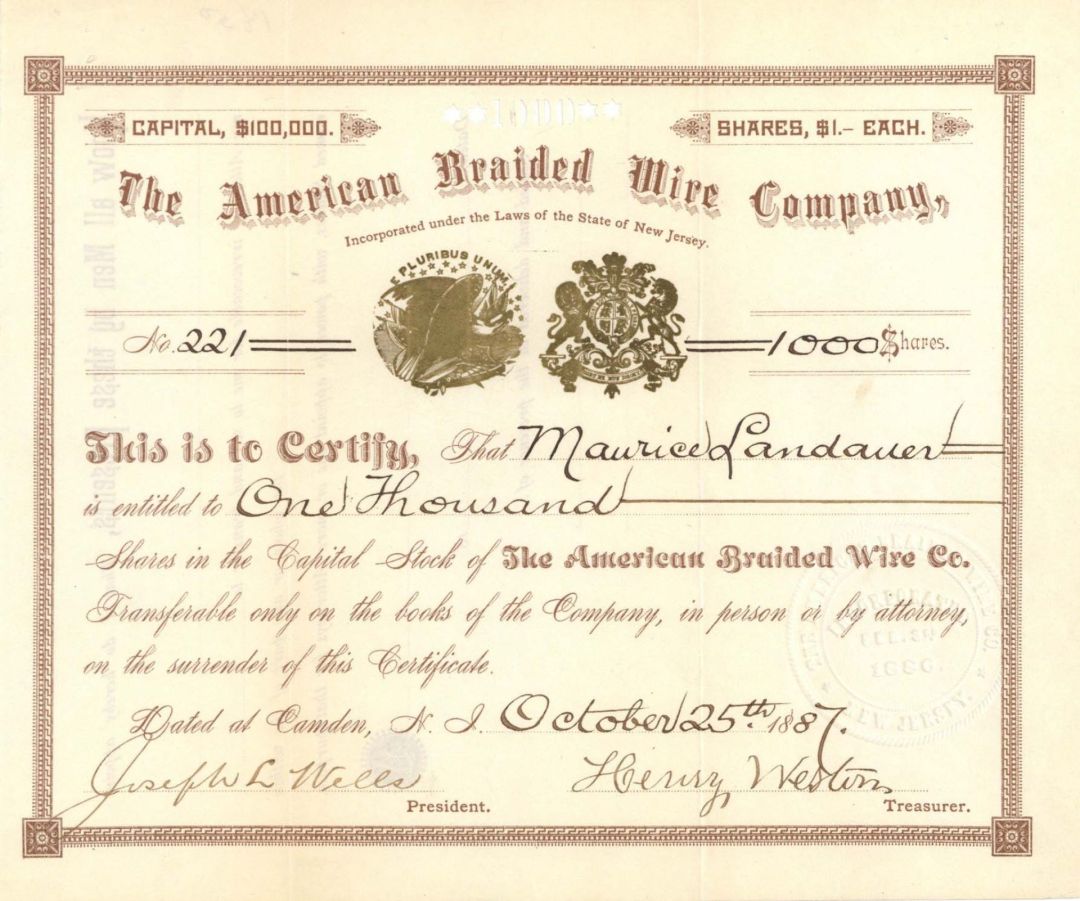 **1000**
CAPITAL, $100,000.
SHARES, $1.- EACH.
The American Braided Wire Company,
Incorporated under the Laws of the State of New Jersey.
E PLURIBUS UNUM
No. 221
1000 Shares.
This is to Certify, That Maurice Landauer
is entitled to One Thousand
Shares in the Capital Stock of The American Braided Wire Co.
Transferable only on the books of the Company, in person or by attorney,
on the surrender of this Certificate.
Dated at Camden, N. J. October 25th 1887.
Joseph L Wells
President.
Henry Weston
Treasurer.